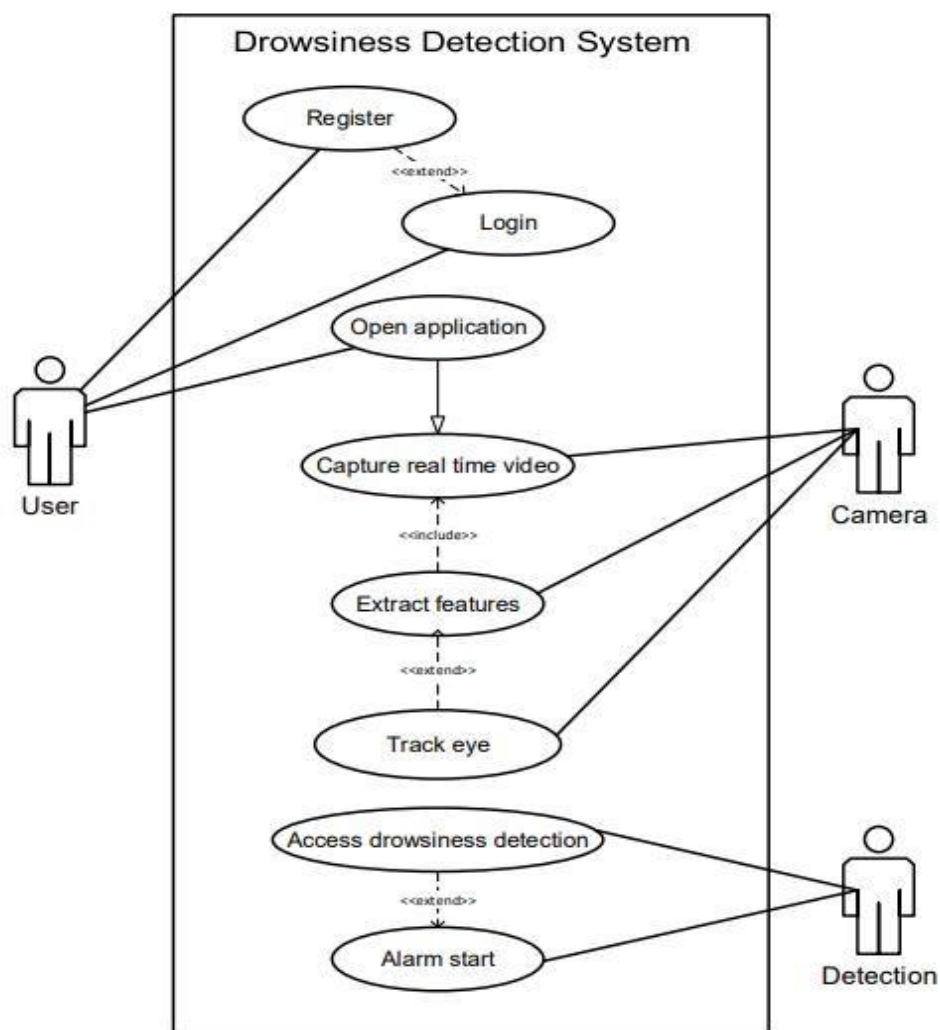 Drowsiness Detection System
Register
<<extend>>
Login
Open application
User
Capture real time video
Camera
<<include>>
Extract features
<<extend>>
Track eye
Access drowsiness detection
<<extend>>
Alarm start
Detection